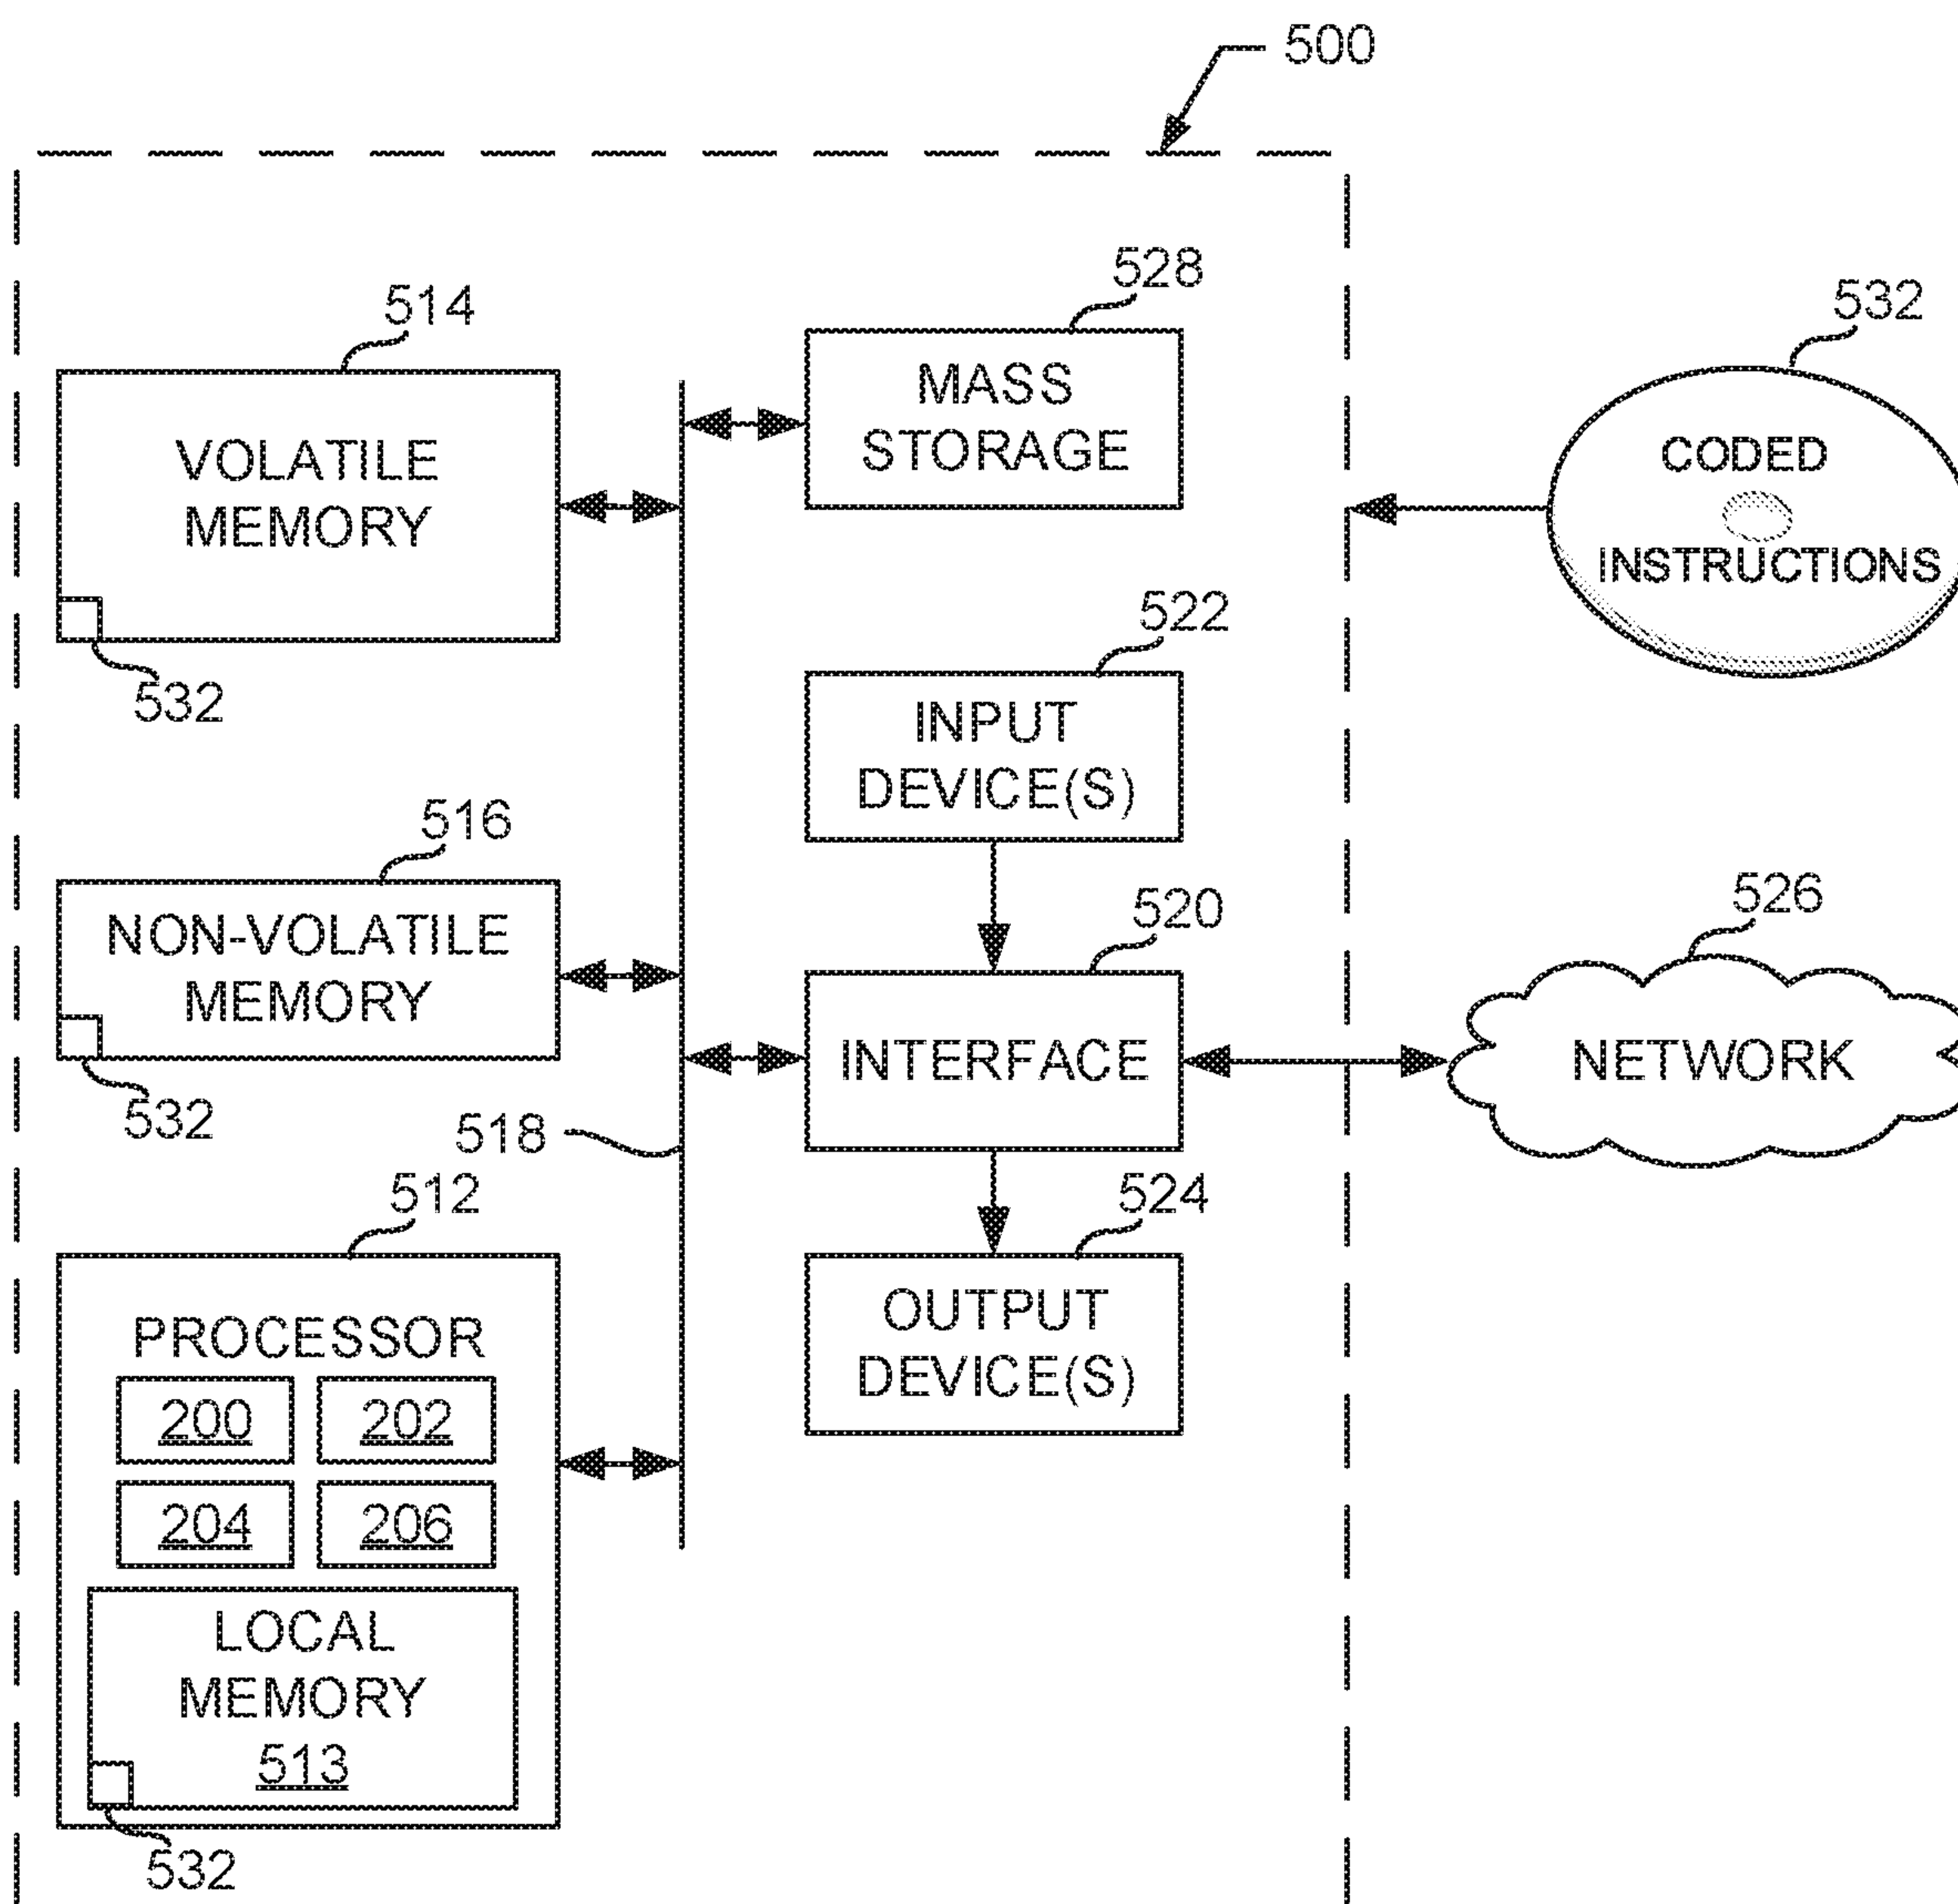 500
528
514
532
MASS
STORAGE
VOLATILE
MEMORY
CODED
INSTRUCTIONS
522
532
INPUT
DEVICE(S)
516
520
526
NON-VOLATILE
MEMORY
INTERFACE
NETWORK
532
518
512
524
PROCESSOR
OUTPUT
DEVICE(S)
200 202
204 206
LOCAL
MEMORY
513
532